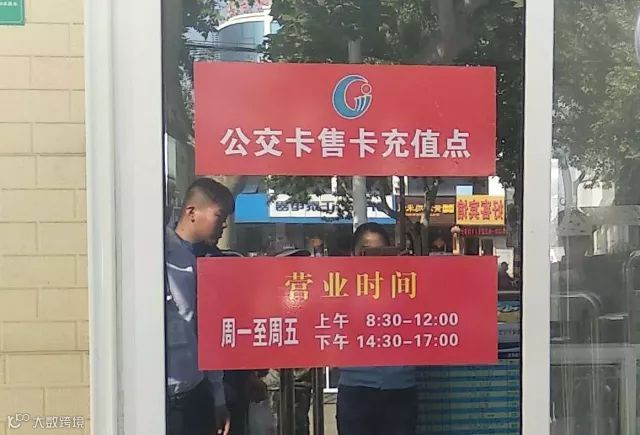 公交卡售卡充值点
营业时间
周一至周五
上午 8:30-12:00
下午 14:30-17:00
大数跨境